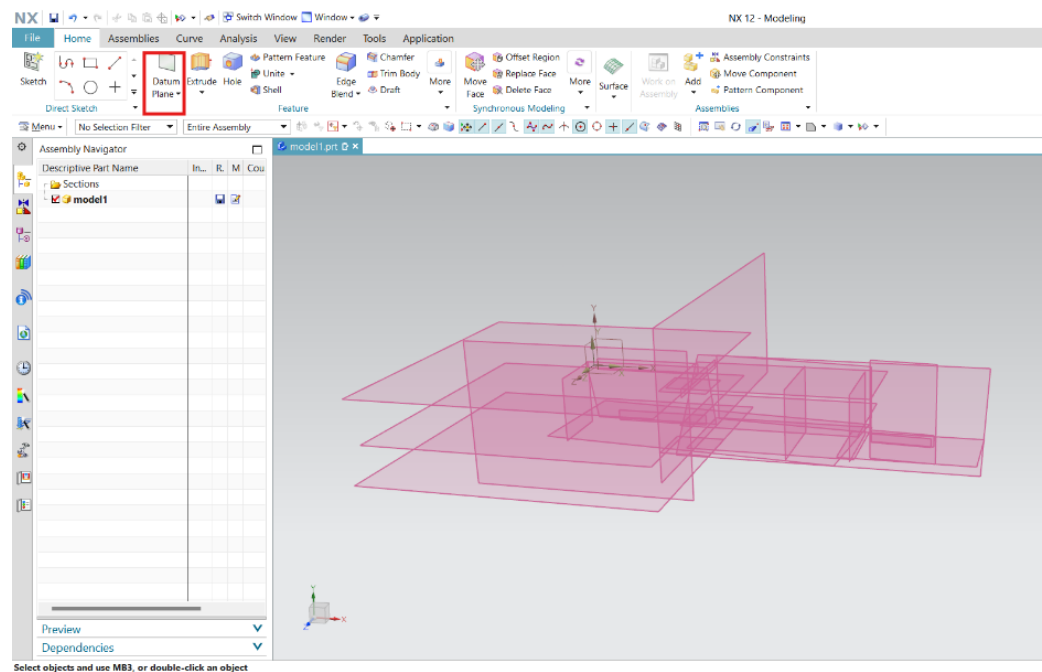 NX Switch Window Window NX 12 - Modeling
File Home Assemblies Curve Analysis View Render Tools Application
Sketch
Direct Sketch
Datum Plane
Extrude
Hole
Pattern Feature
Unite
Shell
Edge Blend
Chamfer
Trim Body
Draft
More
Feature
Move Face
Offset Region
Replace Face
Delete Face
More
Synchronous Modeling
Surface
Work on Assembly
Add
Assembly Constraints
Move Component
Pattern Component
Assemblies
Menu No Selection Filter Entire Assembly
Assembly Navigator
model1.prt
Descriptive Part Name In... R. M Cou
Sections
model1
Y
Y
X
Z
Y
X
Z
Preview
Dependencies
Select objects and use MB3, or double-click an object